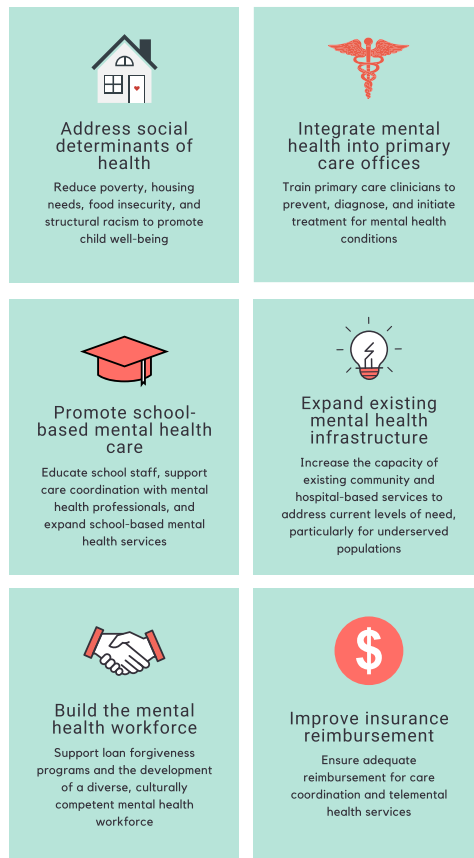 Address social
determinants of
health
Reduce poverty, housing
needs, food insecurity, and
structural racism to promote
child well-being
Integrate mental
health into primary
care offices
Train primary care clinicians to
prevent, diagnose, and initiate
treatment for mental health
conditions
Promote school-
based mental health
care
Educate school staff, support
care coordination with mental
health professionals, and
expand school-based mental
health services
Expand existing
mental health
infrastructure
Increase the capacity of
existing community and
hospital-based services to
address current levels of need,
particularly for underserved
populations
Build the mental
health workforce
Support loan forgiveness
programs and the development
of a diverse, culturally
competent mental health
workforce
$
Improve insurance
reimbursement
Ensure adequate
reimbursement for care
coordination and telemental
health services